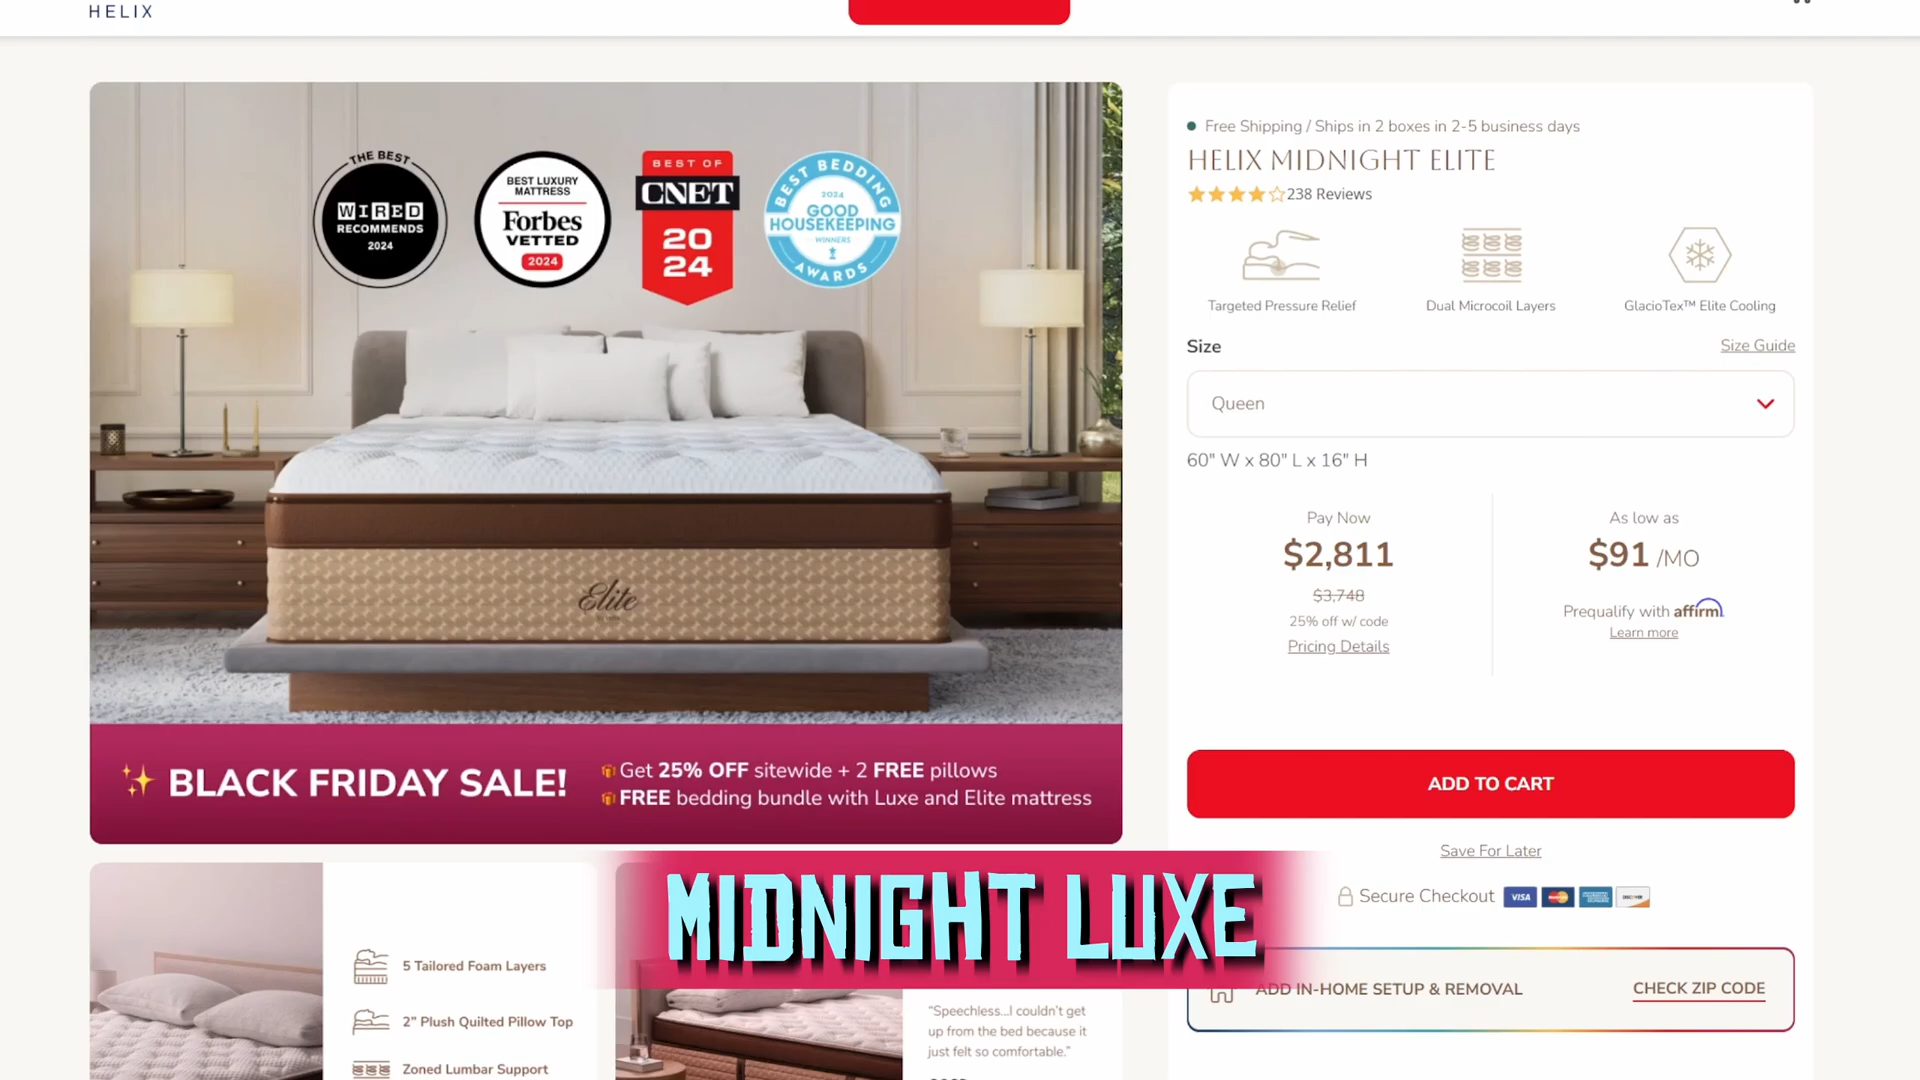 HELIX
THE BEST
WIRED
RECOMMENDS
2024
BEST LUXURY
MATTRESS
Forbes
VETTED
2024
BEST OF
CNET
20
24
BEST BEDDING
2024
GOOD
HOUSEKEEPING
WINNERS
AWARDS
Elite
BLACK FRIDAY SALE!
Get 25% OFF sitewide + 2 FREE pillows
FREE bedding bundle with Luxe and Elite mattress
Free Shipping / Ships in 2 boxes in 2-5 business days
HELIX MIDNIGHT ELITE
238 Reviews
Targeted Pressure Relief
Dual Microcoil Layers
GlacioTex™ Elite Cooling
Size
Size Guide
Queen
60" W x 80" L x 16" H
Pay Now
$2,811
$3,748
25% off w/ code
Pricing Details
As low as
$91 /MO
Prequalify with affirm
Learn more
ADD TO CART
Save For Later
Secure Checkout
VISA
ADD IN-HOME SETUP & REMOVAL
CHECK ZIP CODE
MIDNIGHT LUXE
5 Tailored Foam Layers
2” Plush Quilted Pillow Top
Zoned Lumbar Support
“Speechless...I couldn’t get
up from the bed because it
just felt so comfortable.”